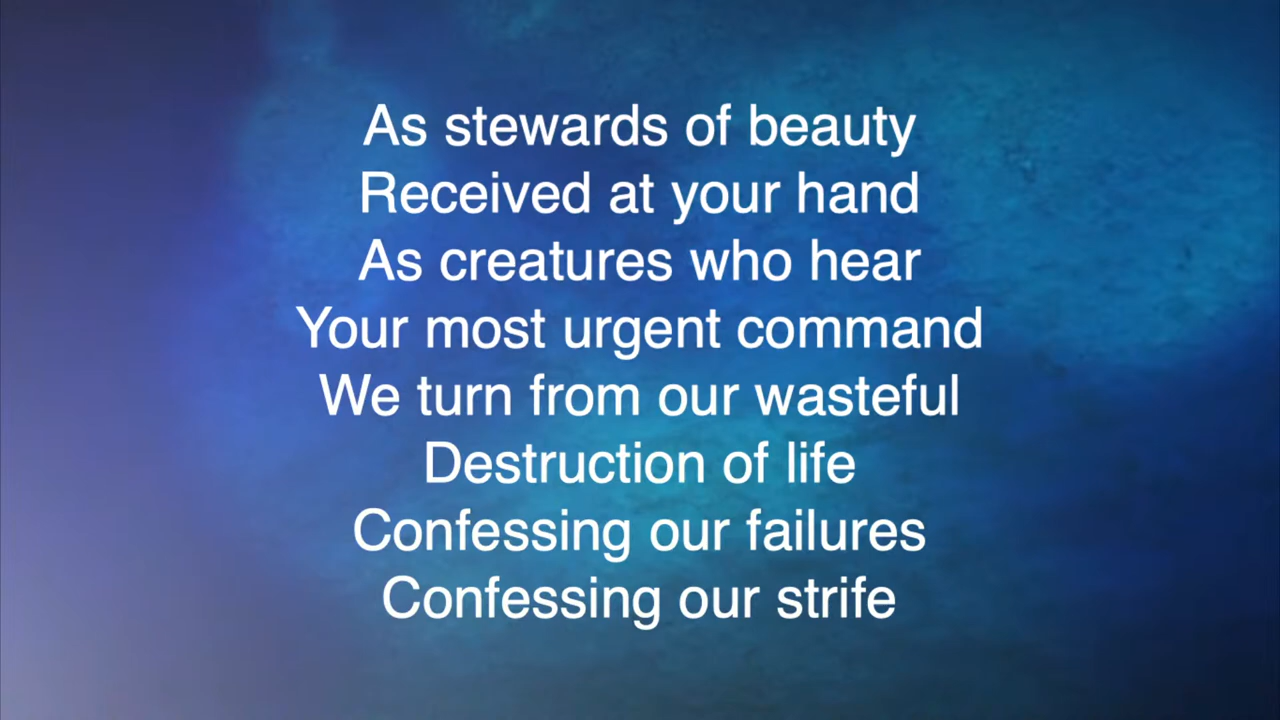 As stewards of beauty
Received at your hand
As creatures who hear
Your most urgent command
We turn from our wasteful
Destruction of life
Confessing our failures
Confessing our strife